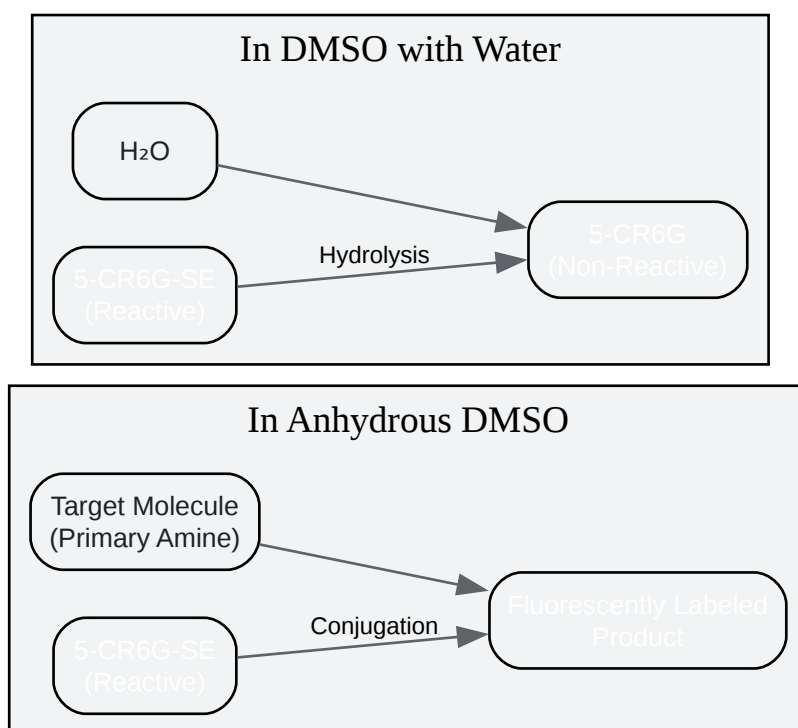 In DMSO with Water
H₂O
5-CR6G-SE
(Reactive)
Hydrolysis
5-CR6G
(Non-Reactive)
In Anhydrous DMSO
Target Molecule
(Primary Amine)
5-CR6G-SE
(Reactive)
Conjugation
Fluorescently Labeled
Product